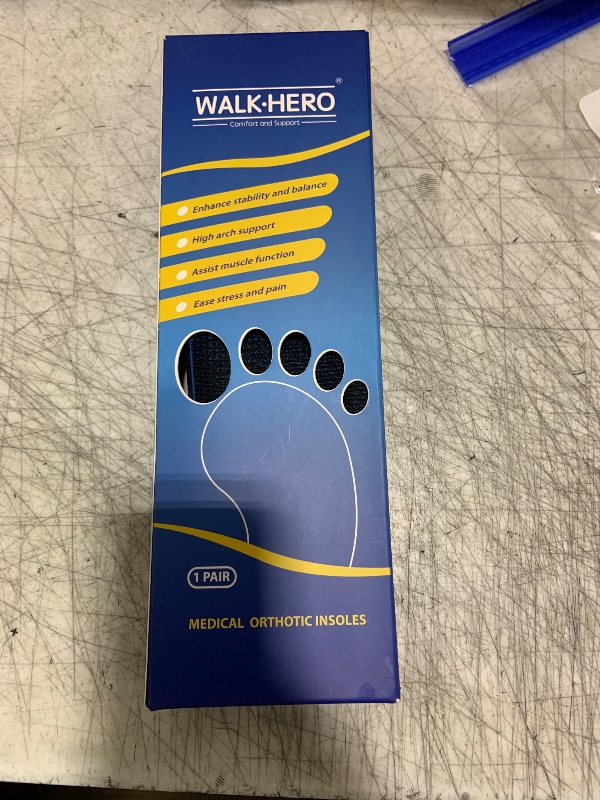 WALK·HERO®
Comfort and Support
Enhance stability and balance
High arch support
Assist muscle function
Ease stress and pain
1 PAIR
MEDICAL ORTHOTIC INSOLES